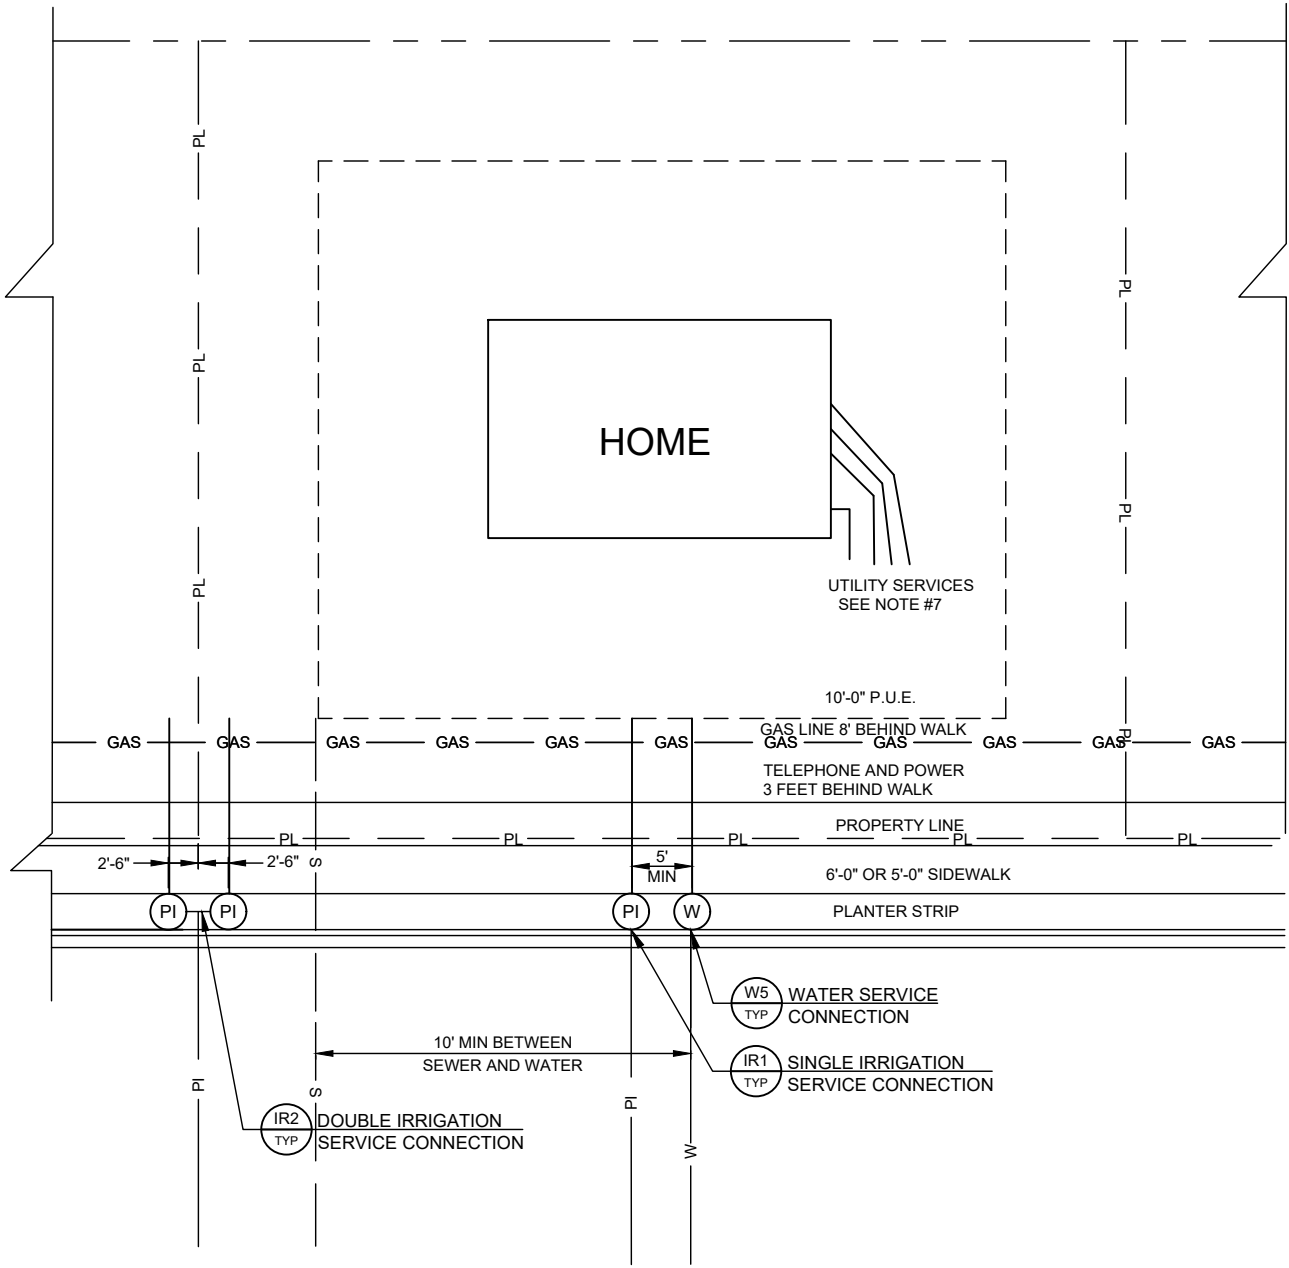 PL
PL
PL
PL
PL
PL
HOME
UTILITY SERVICES
SEE NOTE #7
10'-0" P.U.E.
GAS LINE 8' BEHIND WALK
GAS GAS GAS GAS GAS GAS GAS GAS GAS GAS GAS
TELEPHONE AND POWER
3 FEET BEHIND WALK
PROPERTY LINE
PL PL PL PL PL
2'-6" 2'-6" S
5'
MIN
6'-0" OR 5'-0" SIDEWALK
PI PI PI W
PLANTER STRIP
W5
TYP
WATER SERVICE
CONNECTION
10' MIN BETWEEN
SEWER AND WATER
IR1
TYP
SINGLE IRRIGATION
SERVICE CONNECTION
PI
S
PI
W
IR2
TYP
DOUBLE IRRIGATION
SERVICE CONNECTION